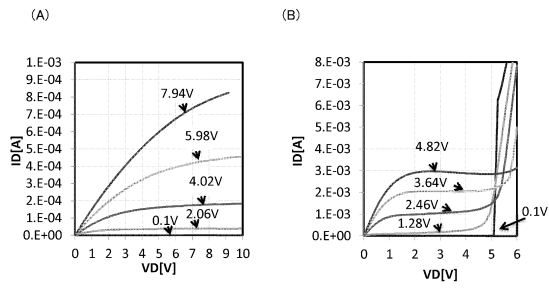 (A)
(B)
1.E-03
9.E-04
8.E-04
7.E-04
6.E-04
5.E-04
4.E-04
3.E-04
2.E-04
1.E-04
0.E+00
ID[A]
7.94V
5.98V
4.02V
2.06V
0.1V
0 1 2 3 4 5 6 7 8 9 10
VD[V]
8.E-03
7.E-03
6.E-03
5.E-03
4.E-03
3.E-03
2.E-03
1.E-03
0.E+00
ID[A]
4.82V
3.64V
2.46V
1.28V
0.1V
0 1 2 3 4 5 6
VD[V]